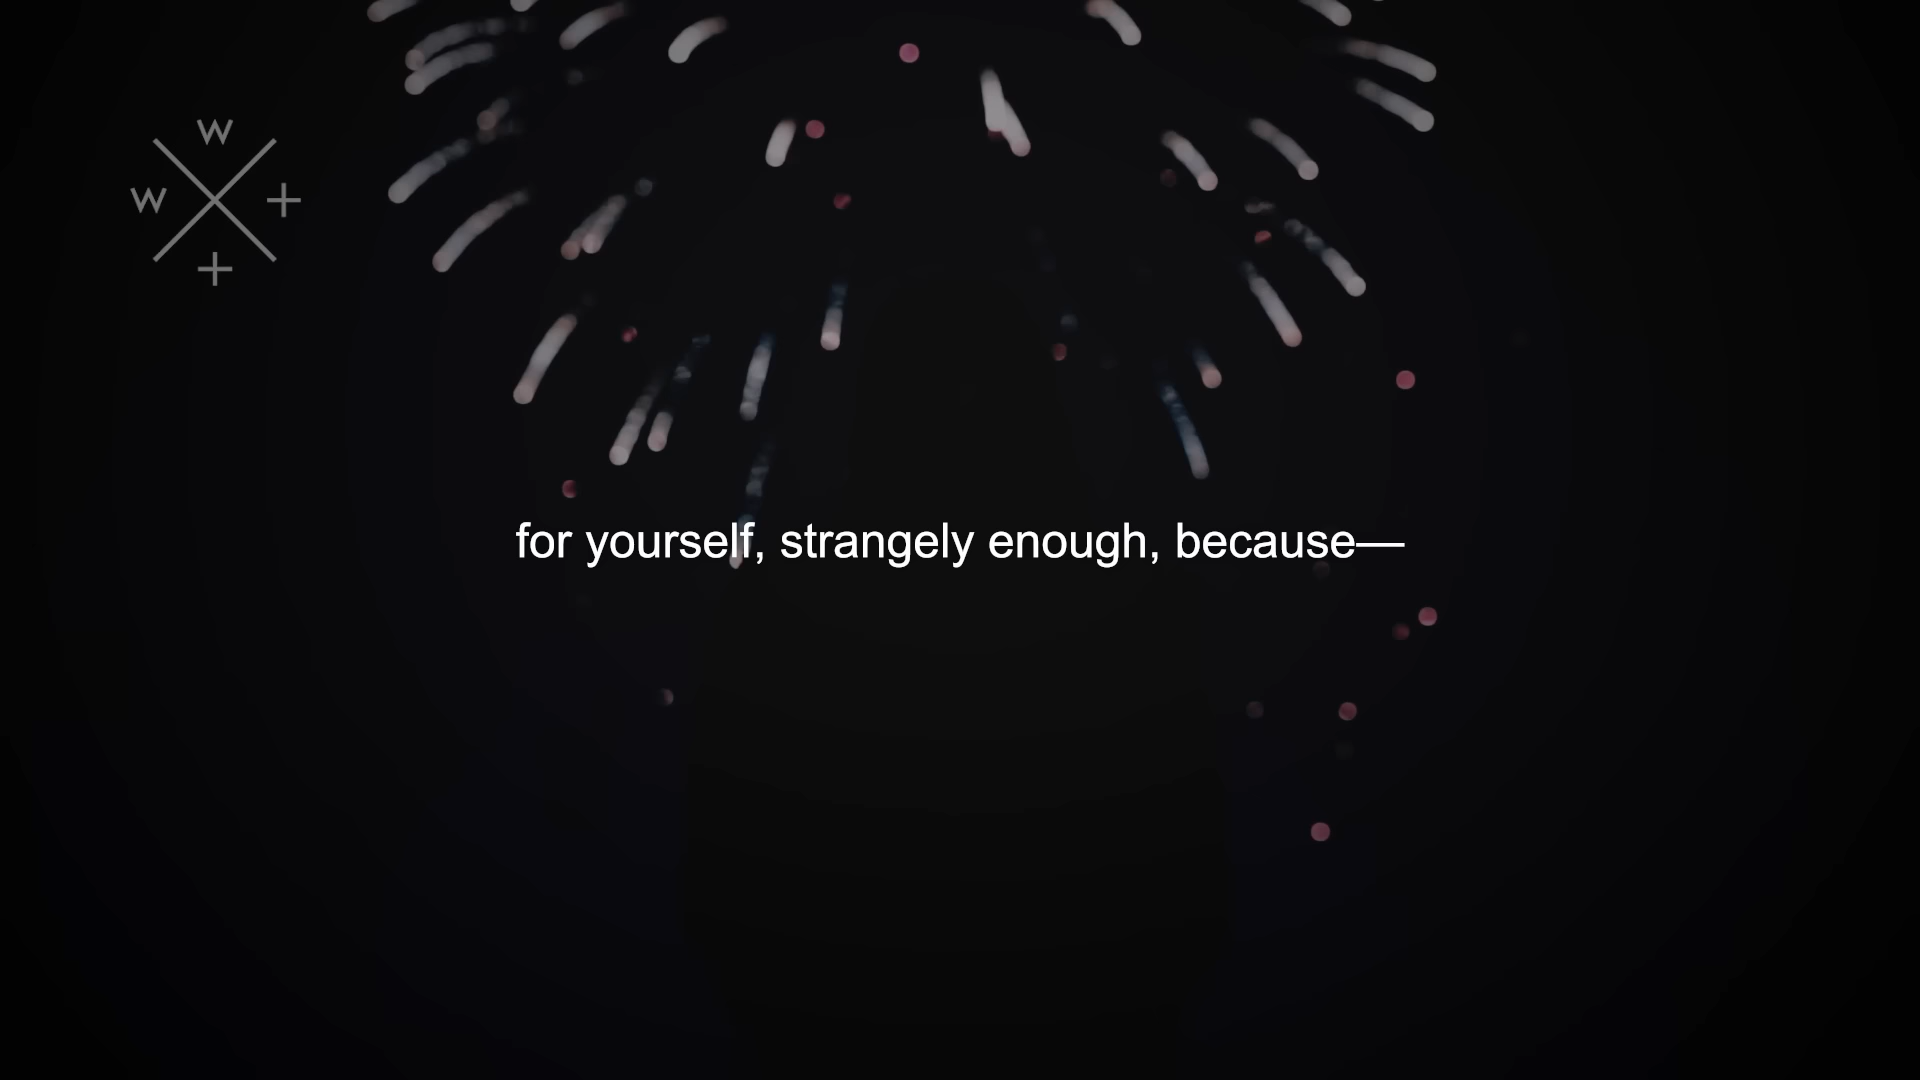 W
W +
+
for yourself, strangely enough, because—